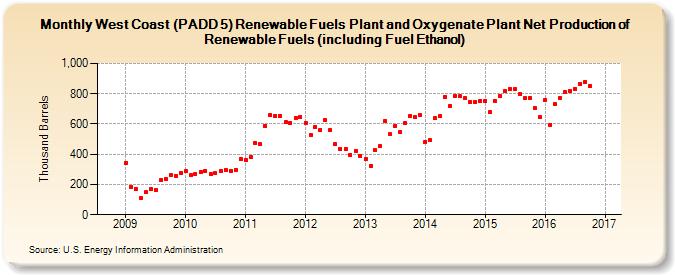 Monthly West Coast (PADD 5) Renewable Fuels Plant and Oxygenate Plant Net Production of
Renewable Fuels (including Fuel Ethanol)
Thousand Barrels
1,000
800
600
400
200
0
2009 2010 2011 2012 2013 2014 2015 2016 2017
Source: U.S. Energy Information Administration